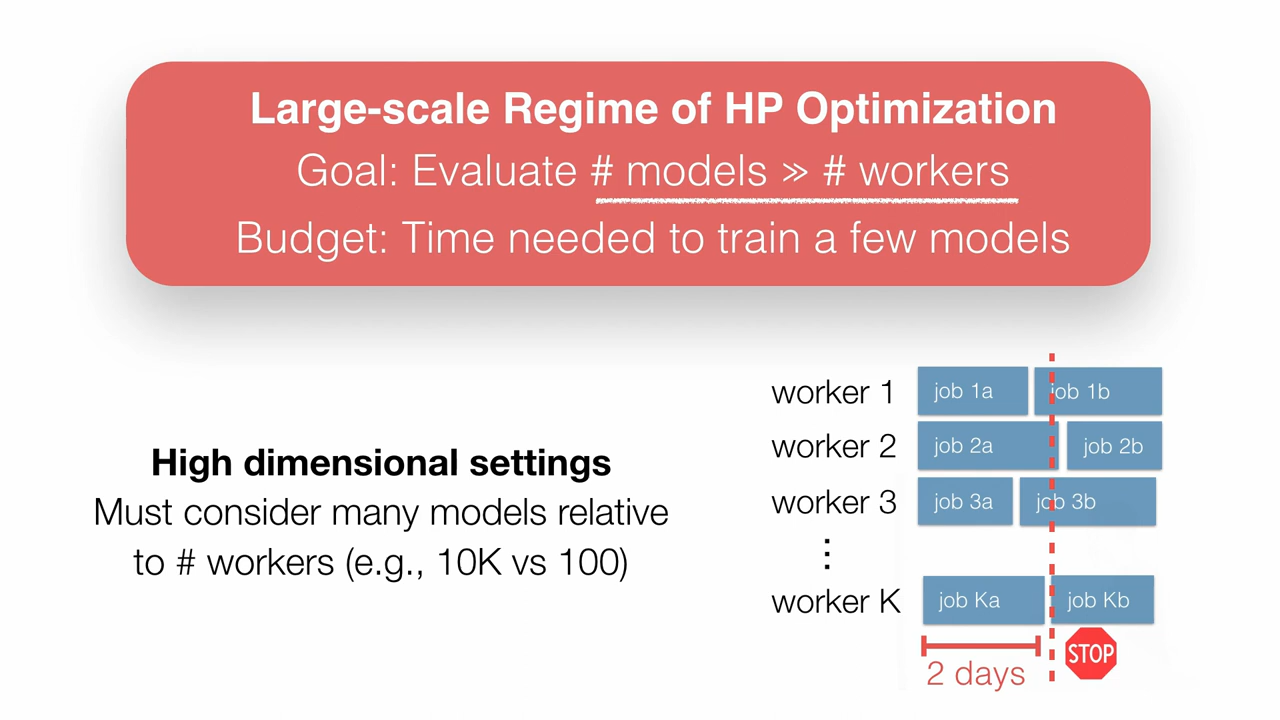 Large-scale Regime of HP Optimization
Goal: Evaluate # models ≫ # workers
Budget: Time needed to train a few models
High dimensional settings
Must consider many models relative
to # workers (e.g., 10K vs 100)
worker 1 job 1a job 1b
worker 2 job 2a job 2b
worker 3 job 3a job 3b
⋮
worker K job Ka job Kb
2 days STOP